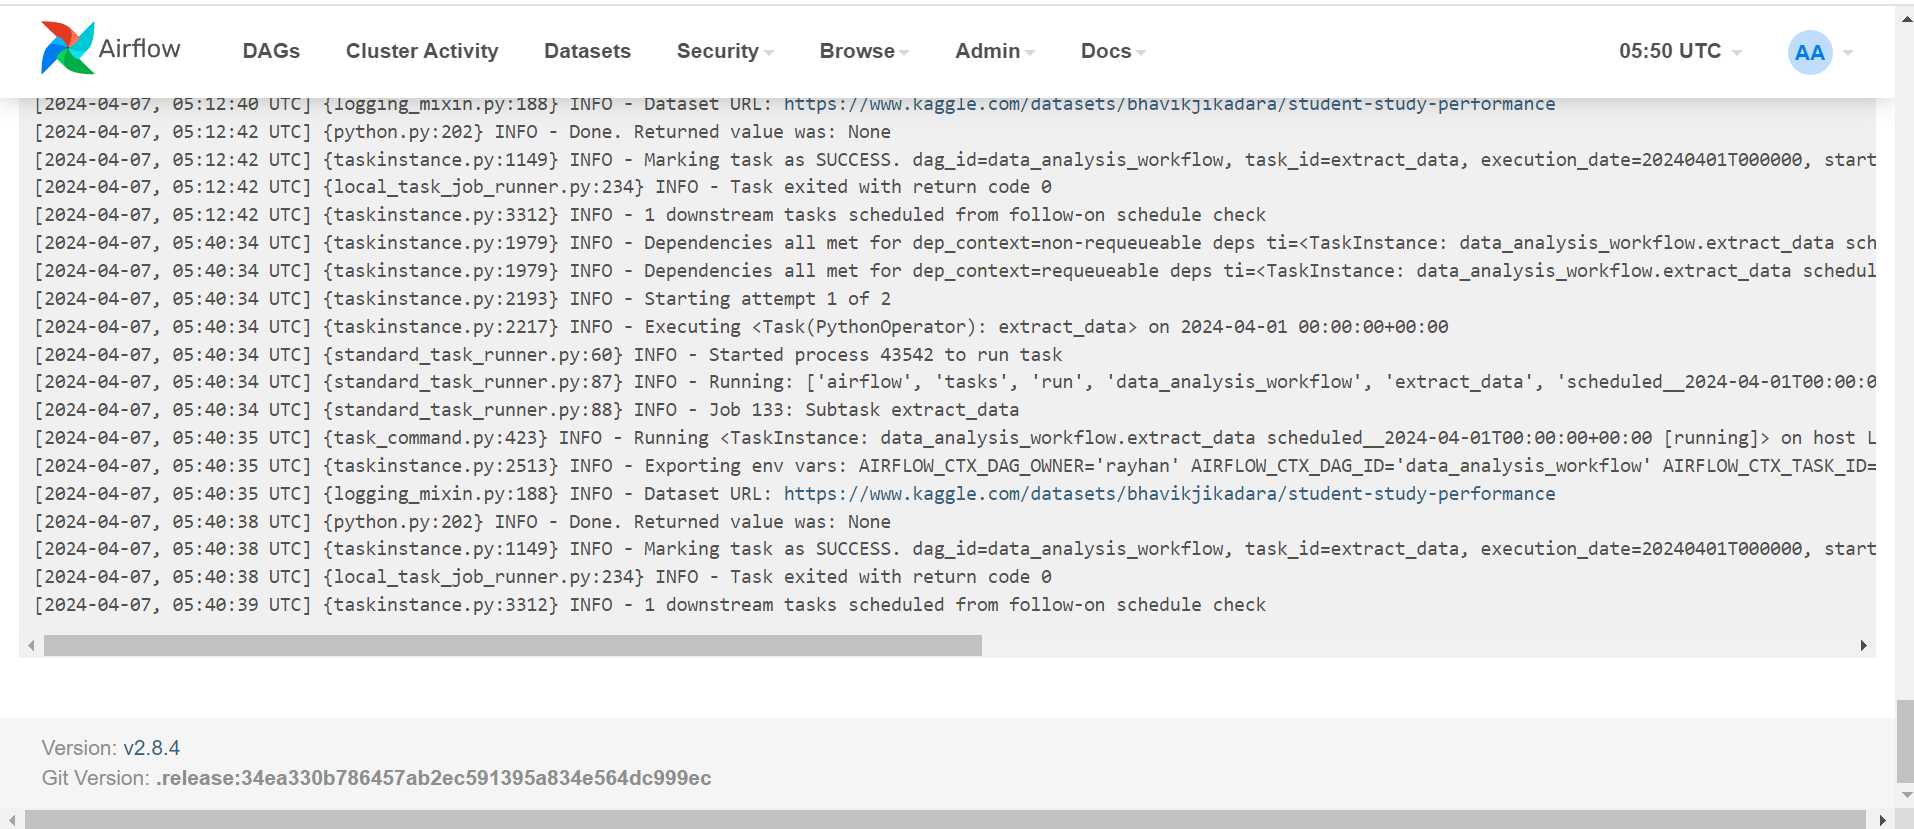 Airflow DAGs Cluster Activity Datasets Security Browse Admin Docs 05:50 UTC AA
[2024-04-07, 05:12:40 UTC] {logging_mixin.py:188} INFO - Dataset URL: https://www.kaggle.com/datasets/bhavikjikadara/student-study-performance
[2024-04-07, 05:12:42 UTC] {python.py:202} INFO - Done. Returned value was: None
[2024-04-07, 05:12:42 UTC] {taskinstance.py:1149} INFO - Marking task as SUCCESS. dag_id=data_analysis_workflow, task_id=extract_data, execution_date=20240401T000000, start
[2024-04-07, 05:12:42 UTC] {local_task_job_runner.py:234} INFO - Task exited with return code 0
[2024-04-07, 05:12:42 UTC] {taskinstance.py:3312} INFO - 1 downstream tasks scheduled from follow-on schedule check
[2024-04-07, 05:40:34 UTC] {taskinstance.py:1979} INFO - Dependencies all met for dep_context=non-requeueable deps ti=<TaskInstance: data_analysis_workflow.extract_data sch
[2024-04-07, 05:40:34 UTC] {taskinstance.py:1979} INFO - Dependencies all met for dep_context=requeueable deps ti=<TaskInstance: data_analysis_workflow.extract_data schedul
[2024-04-07, 05:40:34 UTC] {taskinstance.py:2193} INFO - Starting attempt 1 of 2
[2024-04-07, 05:40:34 UTC] {taskinstance.py:2217} INFO - Executing <Task(PythonOperator): extract_data> on 2024-04-01 00:00:00+00:00
[2024-04-07, 05:40:34 UTC] {standard_task_runner.py:60} INFO - Started process 43542 to run task
[2024-04-07, 05:40:34 UTC] {standard_task_runner.py:87} INFO - Running: ['airflow', 'tasks', 'run', 'data_analysis_workflow', 'extract_data', 'scheduled__2024-04-01T00:00:0
[2024-04-07, 05:40:34 UTC] {standard_task_runner.py:88} INFO - Job 133: Subtask extract_data
[2024-04-07, 05:40:35 UTC] {task_command.py:423} INFO - Running <TaskInstance: data_analysis_workflow.extract_data scheduled__2024-04-01T00:00:00+00:00 [running]> on host L
[2024-04-07, 05:40:35 UTC] {taskinstance.py:2513} INFO - Exporting env vars: AIRFLOW_CTX_DAG_OWNER='rayhan' AIRFLOW_CTX_DAG_ID='data_analysis_workflow' AIRFLOW_CTX_TASK_ID=
[2024-04-07, 05:40:35 UTC] {logging_mixin.py:188} INFO - Dataset URL: https://www.kaggle.com/datasets/bhavikjikadara/student-study-performance
[2024-04-07, 05:40:38 UTC] {python.py:202} INFO - Done. Returned value was: None
[2024-04-07, 05:40:38 UTC] {taskinstance.py:1149} INFO - Marking task as SUCCESS. dag_id=data_analysis_workflow, task_id=extract_data, execution_date=20240401T000000, start
[2024-04-07, 05:40:38 UTC] {local_task_job_runner.py:234} INFO - Task exited with return code 0
[2024-04-07, 05:40:39 UTC] {taskinstance.py:3312} INFO - 1 downstream tasks scheduled from follow-on schedule check
Version: v2.8.4
Git Version: .release:34ea330b786457ab2ec591395a834e564dc999ec